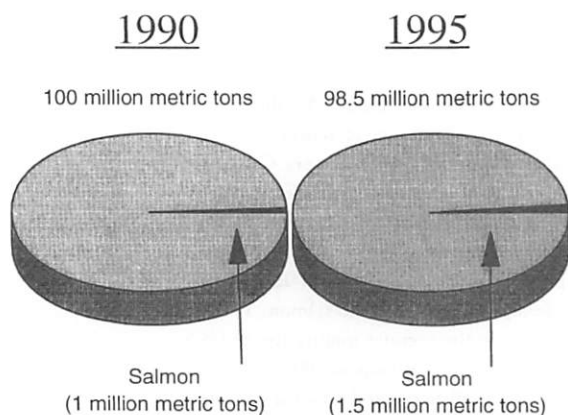 1990
1995
100 million metric tons
98.5 million metric tons
Salmon
(1 million metric tons)
Salmon
(1.5 million metric tons)